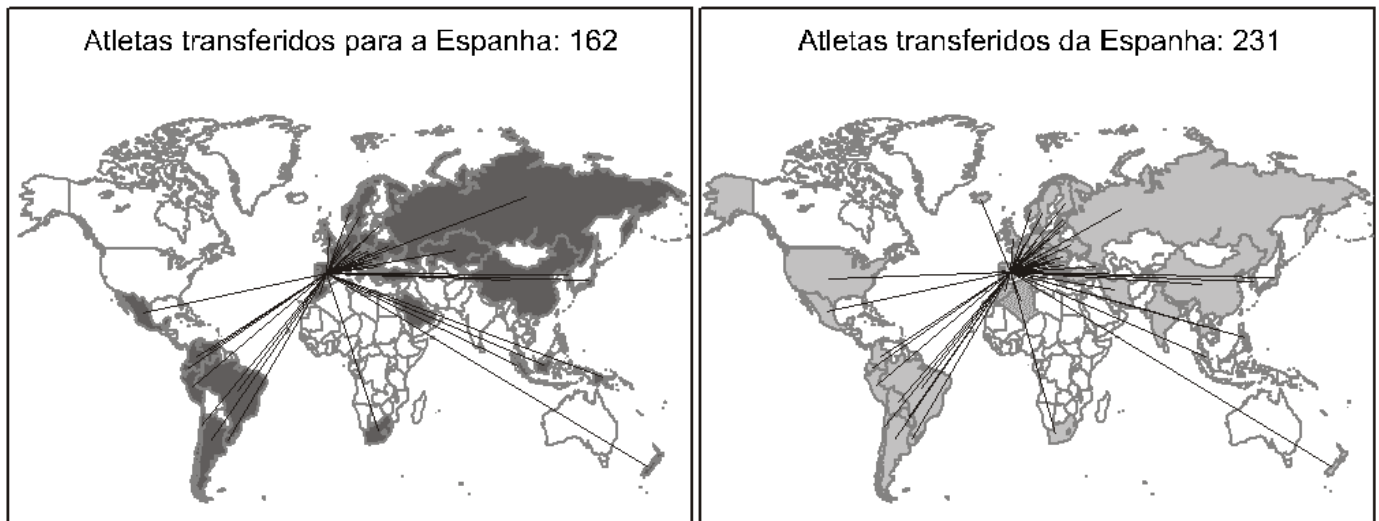 Atletas transferidos para a Espanha: 162
Atletas transferidos da Espanha: 231